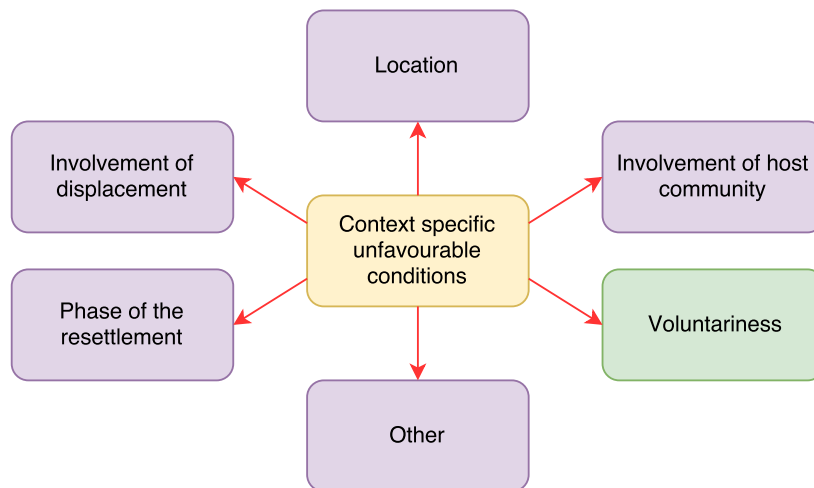 Location
Involvement of
displacement
Involvement of host
community
Context specific
unfavourable
conditions
Phase of the
resettlement
Voluntariness
Other